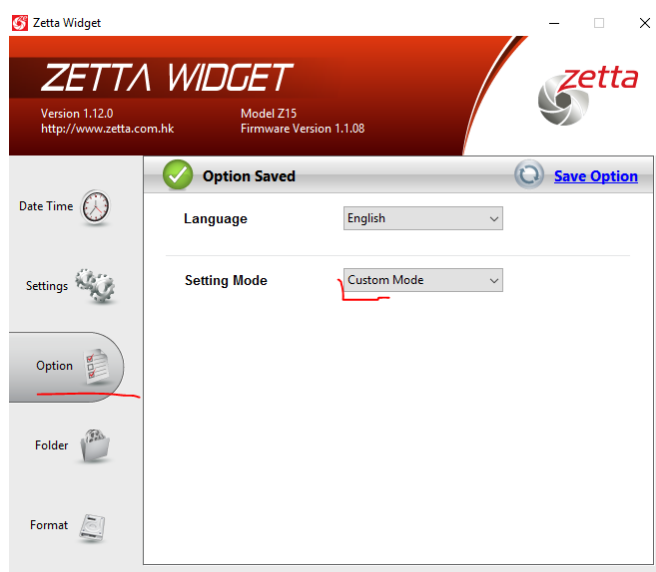 Zetta Widget
ZETTA WIDGET
zetta
Version 1.12.0
Model Z15
http://www.zetta.com.hk
Firmware Version 1.1.08
Option Saved
Save Option
Date Time
Language
English
Settings
Setting Mode
Custom Mode
Option
Folder
Format